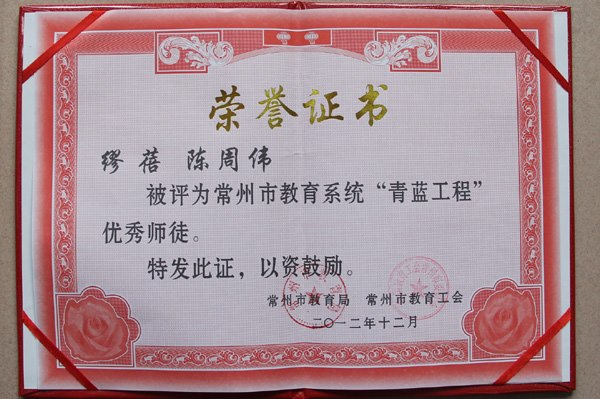 荣誉证书
缪蓓 陈周伟
被评为常州市教育系统“青蓝工程”
优秀师徒。
特发此证，以资鼓励。
常州市教育局 常州市教育工会
二〇一二年十二月